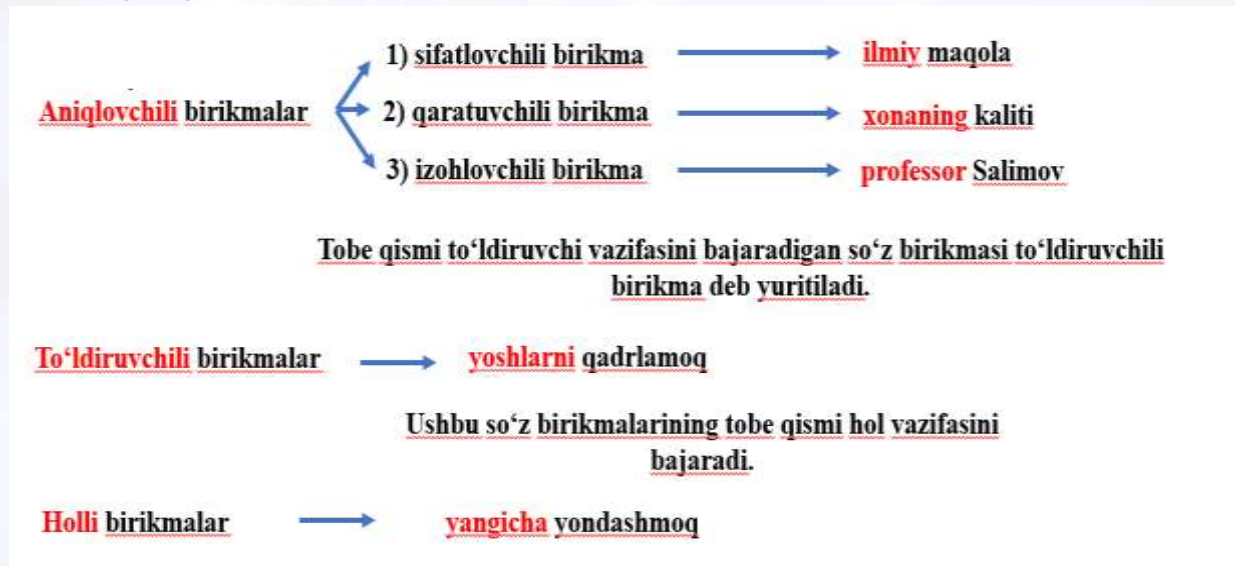 1) sifatlovchili birikma ilmiy maqola
Aniqlovchili birikmalar 2) qaratuvchili birikma xonaning kaliti
3) izohlovchili birikma professor Salimov
Tobe qismi to‘ldiruvchi vazifasini bajaradigan so‘z birikmasi to‘ldiruvchili
birikma deb yuritiladi.
To‘ldiruvchili birikmalar yoshlarni qadrlamoq
Ushbu so‘z birikmalarining tobe qismi hol vazifasini
bajaradi.
Holli birikmalar yangicha yondashmoq